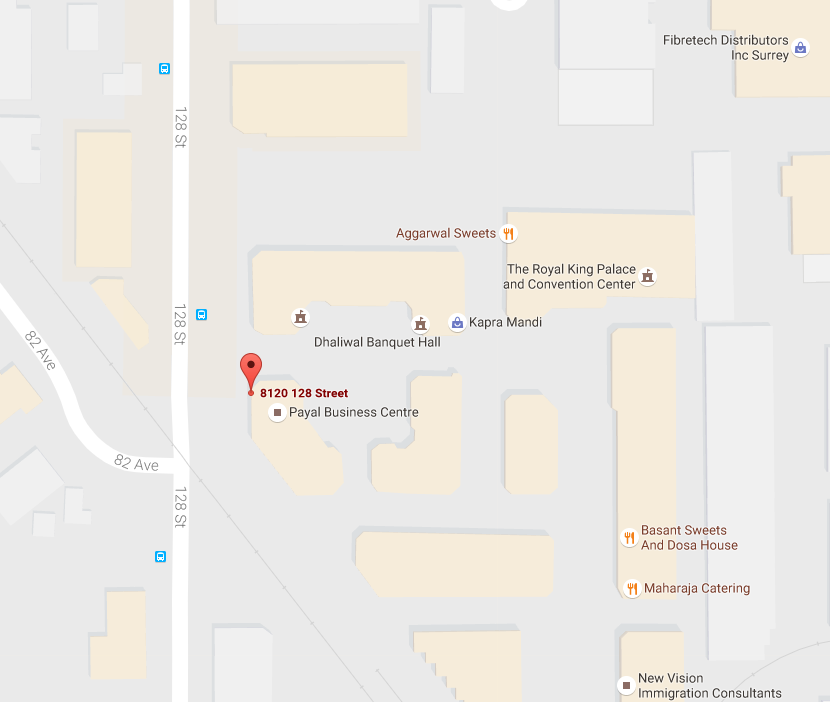 Fibretech Distributors
Inc Surrey
128 St
Aggarwal Sweets
The Royal King Palace
and Convention Center
128 St
Kapra Mandi
Dhaliwal Banquet Hall
82 Ave
8120 128 Street
Payal Business Centre
82 Ave
128 St
Basant Sweets
And Dosa House
Maharaja Catering
New Vision
Immigration Consultants